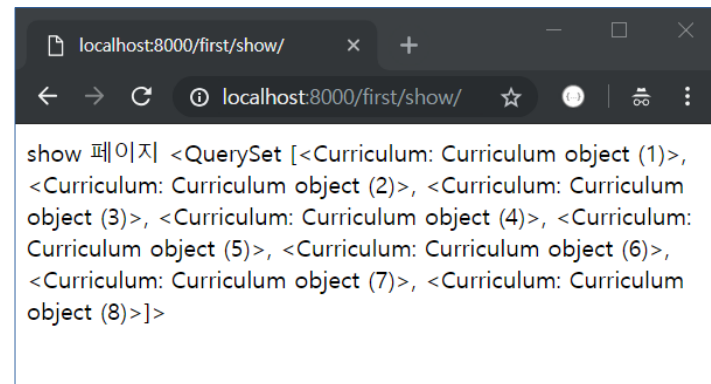 localhost:8000/first/show/
localhost:8000/first/show/
show 페이지 <QuerySet [<Curriculum: Curriculum object (1)>,
<Curriculum: Curriculum object (2)>, <Curriculum: Curriculum
object (3)>, <Curriculum: Curriculum object (4)>, <Curriculum:
Curriculum object (5)>, <Curriculum: Curriculum object (6)>,
<Curriculum: Curriculum object (7)>, <Curriculum: Curriculum
object (8)>]>